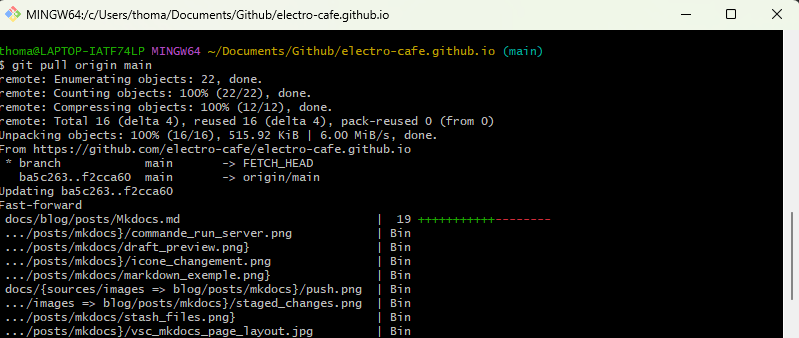 MINGW64:/c/Users/thoma/Documents/Github/electro-cafe.github.io
thoma@LAPTOP-IATF74LP MINGW64 ~/Documents/Github/electro-cafe.github.io (main)
$ git pull origin main
remote: Enumerating objects: 22, done.
remote: Counting objects: 100% (22/22), done.
remote: Compressing objects: 100% (12/12), done.
remote: Total 16 (delta 4), reused 16 (delta 4), pack-reused 0 (from 0)
Unpacking objects: 100% (16/16), 515.92 KiB | 6.00 MiB/s, done.
From https://github.com/electro-cafe/electro-cafe.github.io
 * branch            main       -> FETCH_HEAD
   ba5c263..f2cca60  main       -> origin/main
Updating ba5c263..f2cca60
Fast-forward
 docs/blog/posts/Mkdocs.md                          |  19 +++++++++++--------
 .../posts/mkdocs}/commande_run_server.png          | Bin
 .../posts/mkdocs/draft_preview.png}                | Bin
 .../posts/mkdocs}/icone_changement.png             | Bin
 .../posts/mkdocs/markdown_exemple.png}             | Bin
 docs/{sources/images => blog/posts/mkdocs}/push.png | Bin
 .../images => blog/posts/mkdocs}/staged_changes.png | Bin
 .../posts/mkdocs/stash_files.png}                  | Bin
 .../posts/mkdocs}/vsc_mkdocs_page_layout.jpg       | Bin